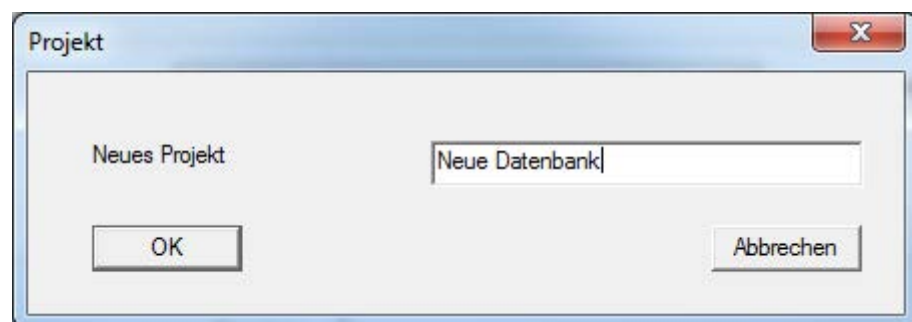 Projekt
Neues Projekt
Neue Datenbank
OK
Abbrechen